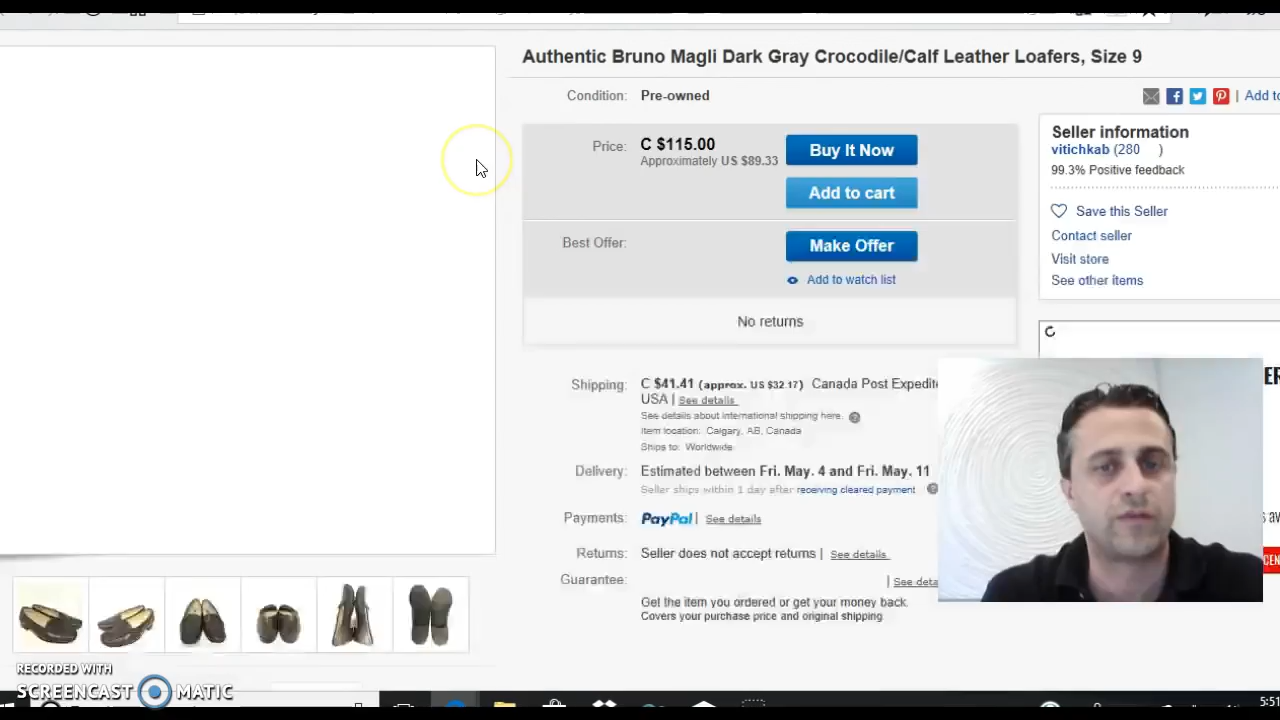 Authentic Bruno Magli Dark Gray Crocodile/Calf Leather Loafers, Size 9
Condition: Pre-owned
Add to
Price: C $115.00 Buy It Now
Approximately US $89.33
Add to cart
Best Offer: Make Offer
Add to watch list
No returns
Seller information
vitichkab (280 )
99.3% Positive feedback
Save this Seller
Contact seller
Visit store
See other items
Shipping: C $41.41 (approx. US $32.17) Canada Post Expedite
USA | See details
See details about international shipping here.
Item location: Calgary, AB, Canada
Ships to: Worldwide
Delivery: Estimated between Fri. May. 4 and Fri. May. 11
Seller ships within 1 day after receiving cleared payment
Payments: PayPal | See details
Returns: Seller does not accept returns | See details
Guarantee: | See deta
Get the item you ordered or get your money back.
Covers your purchase price and original shipping.
RECORDED WITH
SCREENCAST MATIC
5:51